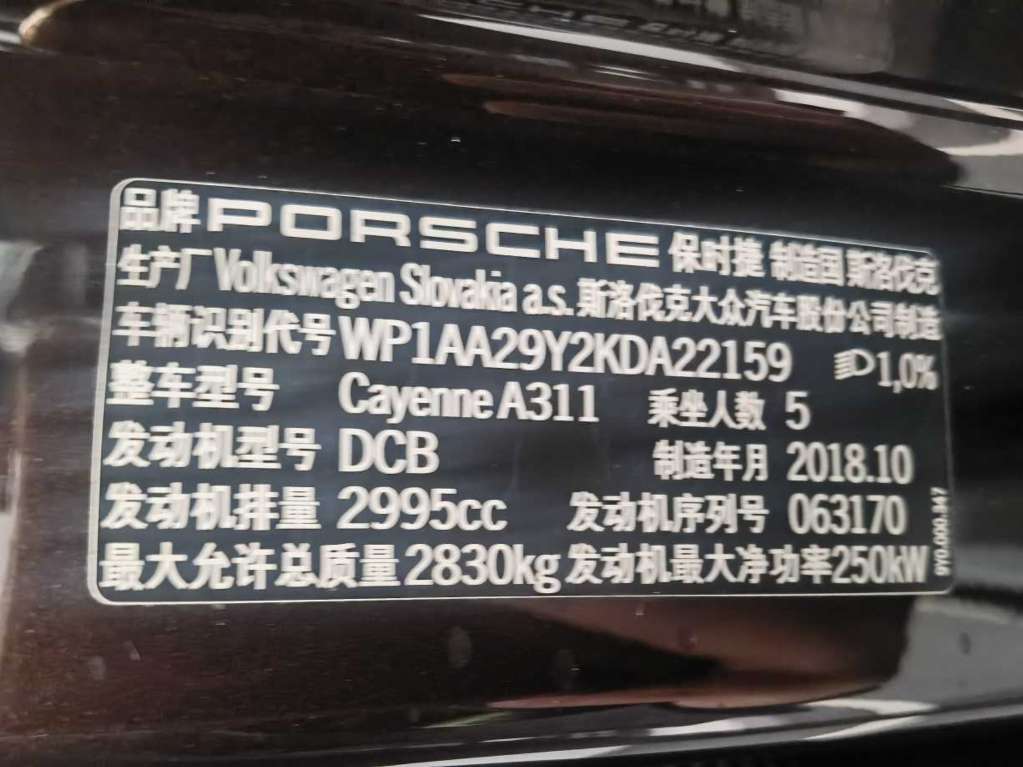 品牌 PORSCHE 保时捷 制造国 斯洛伐克
生产厂 Volkswagen Slovakia a.s. 斯洛伐克大众汽车股份公司制造
车辆识别代号 WP1AA29Y2KDA22159 1,0%
整车型号 Cayenne A311 乘坐人数 5
发动机型号 DCB 制造年月 2018.10
发动机排量 2995cc 发动机序列号 063170
最大允许总质量 2830kg 发动机最大净功率 250kW
9Y0.000.347